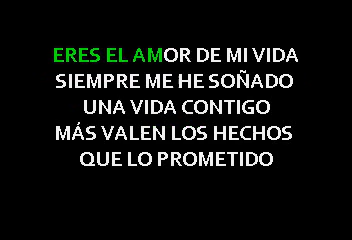 ERES EL AMOR DE MI VIDA
SIEMPRE ME HE SOÑADO
UNA VIDA CONTIGO
MÁS VALEN LOS HECHOS
QUE LO PROMETIDO